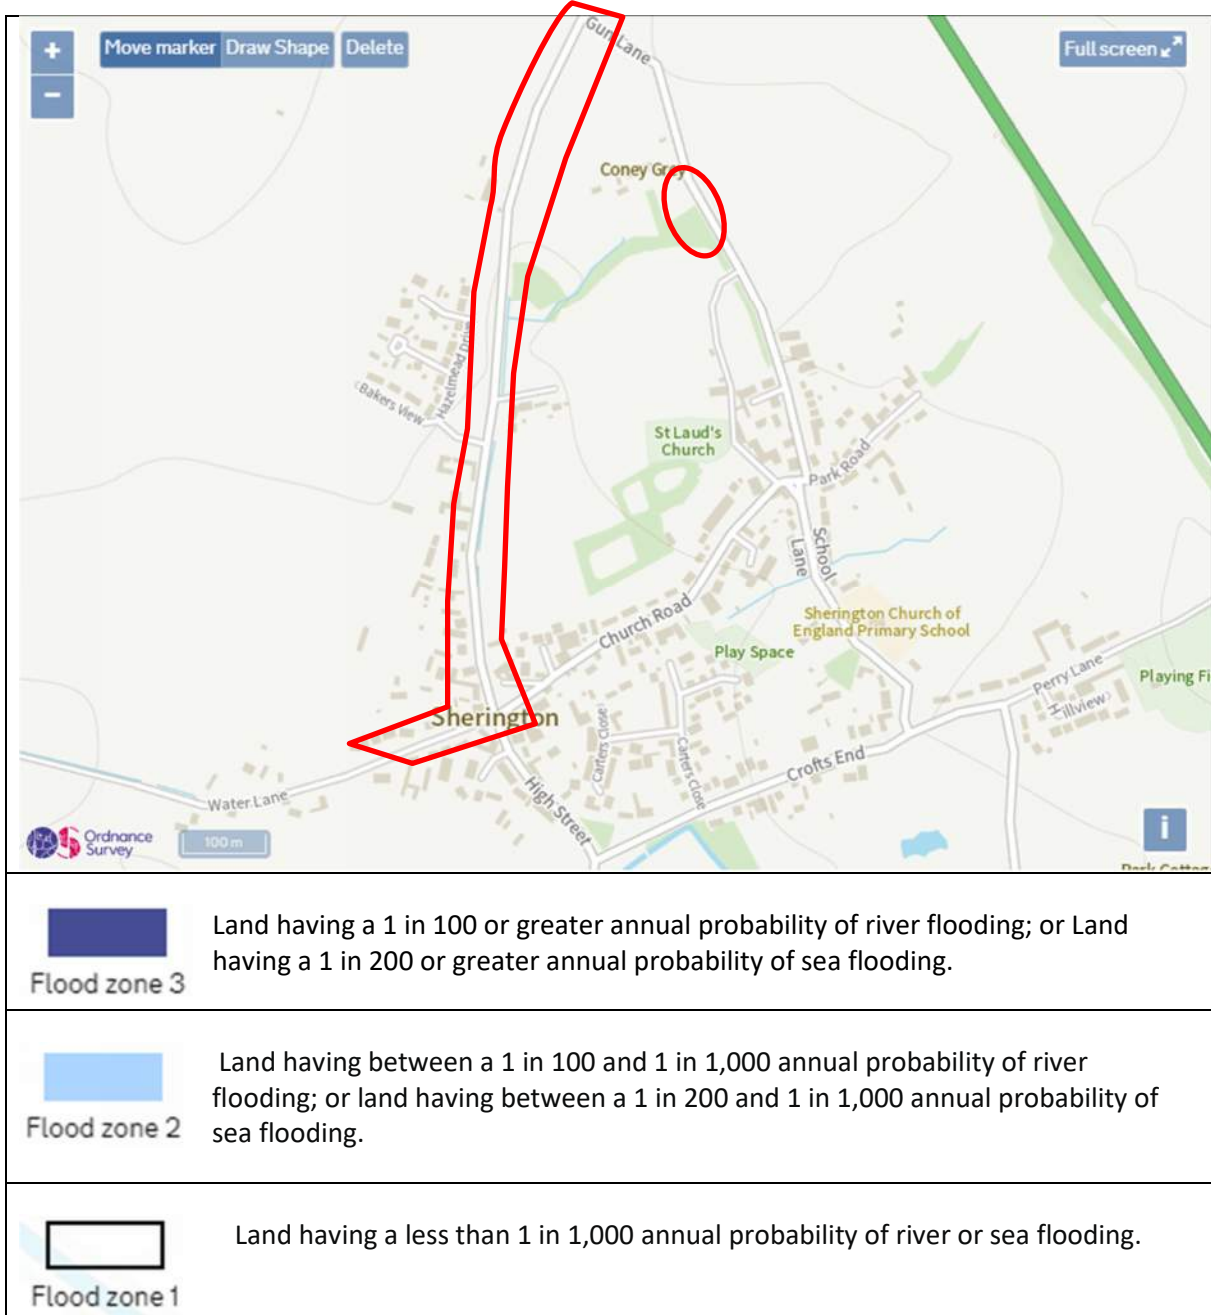 +
Move marker Draw Shape Delete
Full screen
−
Gun Lane
Coney Grey
Hazelmead Drive
Bakers View
St Laud's
Church
Park Road
School
Lane
Church Road
Sherington Church of
England Primary School
Play Space
Perry Lane
Playing Fi
Hillview
Sherington
Carters Close
Carters Close
Crofts End
Water Lane
High Street
Ordnance
Survey
100 m
i
Park Cottage
Flood zone 3
Land having a 1 in 100 or greater annual probability of river flooding; or Land
having a 1 in 200 or greater annual probability of sea flooding.
Flood zone 2
Land having between a 1 in 100 and 1 in 1,000 annual probability of river
flooding; or land having between a 1 in 200 and 1 in 1,000 annual probability of
sea flooding.
Flood zone 1
Land having a less than 1 in 1,000 annual probability of river or sea flooding.